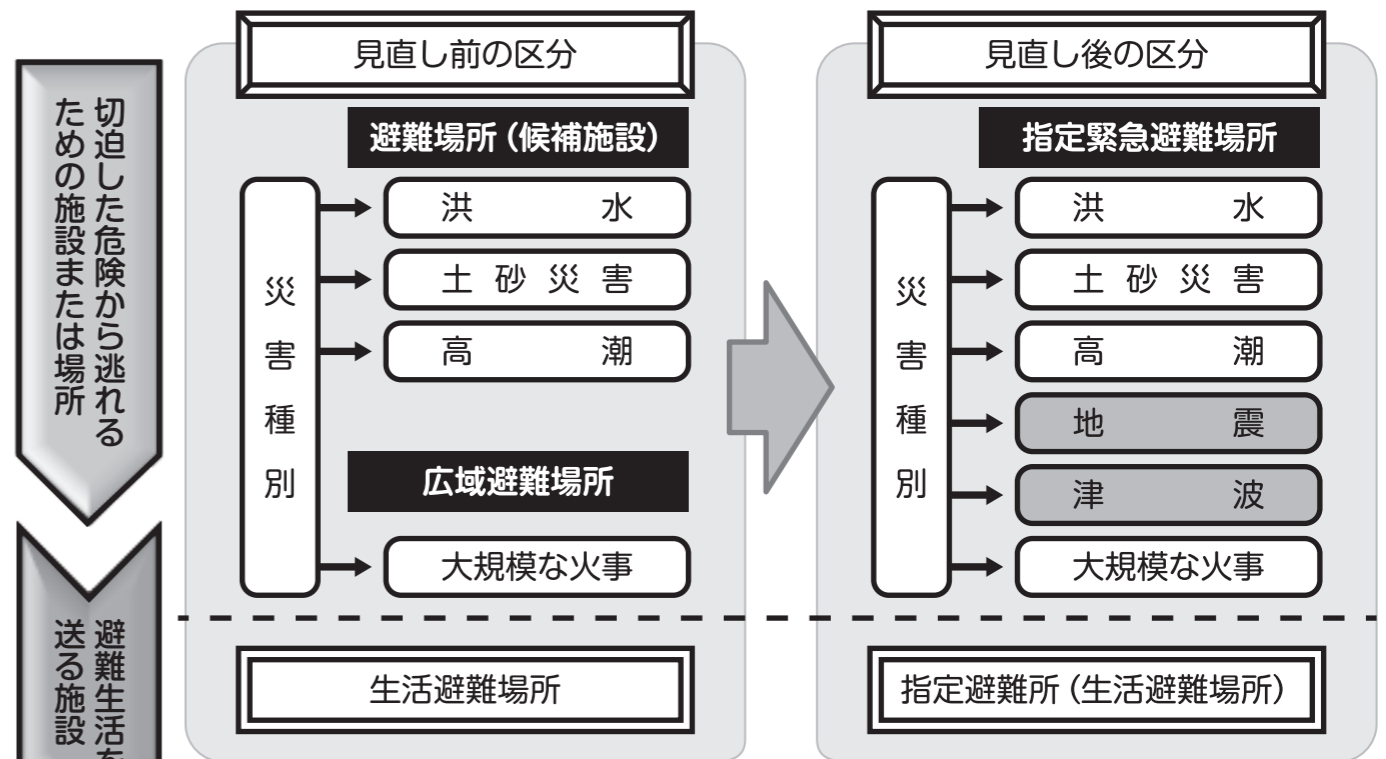 切迫した危険から逃れる
ための施設または場所
避難生活を
送る施設
見直し前の区分
避難場所（候補施設）
災害種別
洪水
土砂災害
高潮
広域避難場所
大規模な火事
生活避難場所
見直し後の区分
指定緊急避難場所
災害種別
洪水
土砂災害
高潮
地震
津波
大規模な火事
指定避難所（生活避難場所）